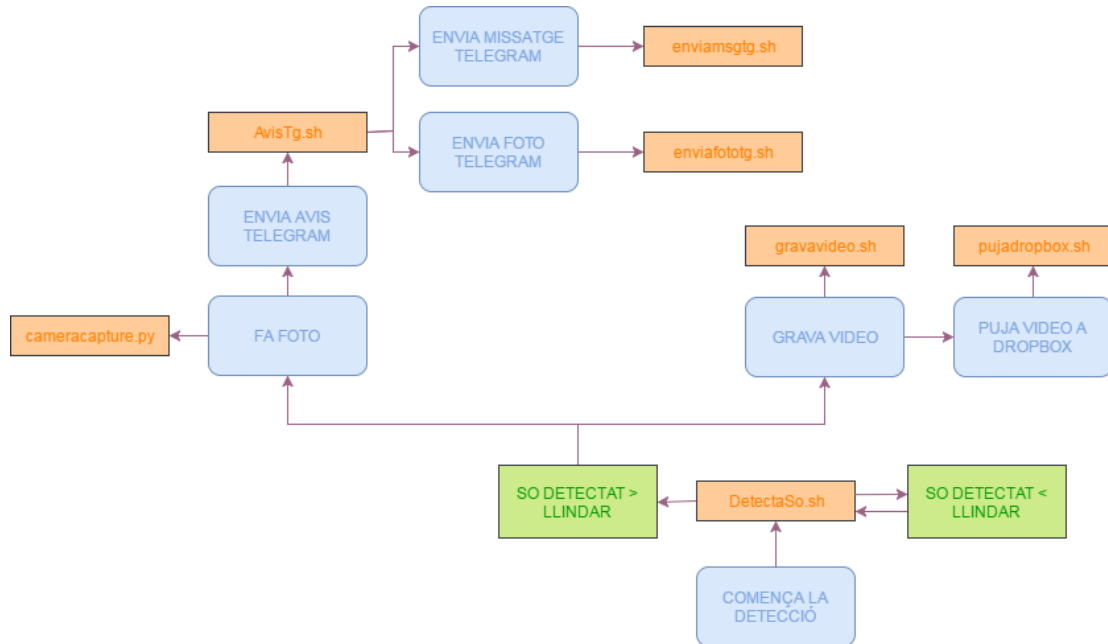 ENVIA MISSATGE
TELEGRAM
enviamsgtg.sh
AvisTg.sh
ENVIA FOTO
TELEGRAM
enviafototg.sh
ENVIA AVIS
TELEGRAM
gravavideo.sh
pujadropbox.sh
cameracapture.py
FA FOTO
GRAVA VIDEO
PUJA VIDEO A
DROPBOX
SO DETECTAT >
LLINDAR
DetectaSo.sh
SO DETECTAT <
LLINDAR
COMENÇA LA
DETECCIÓ